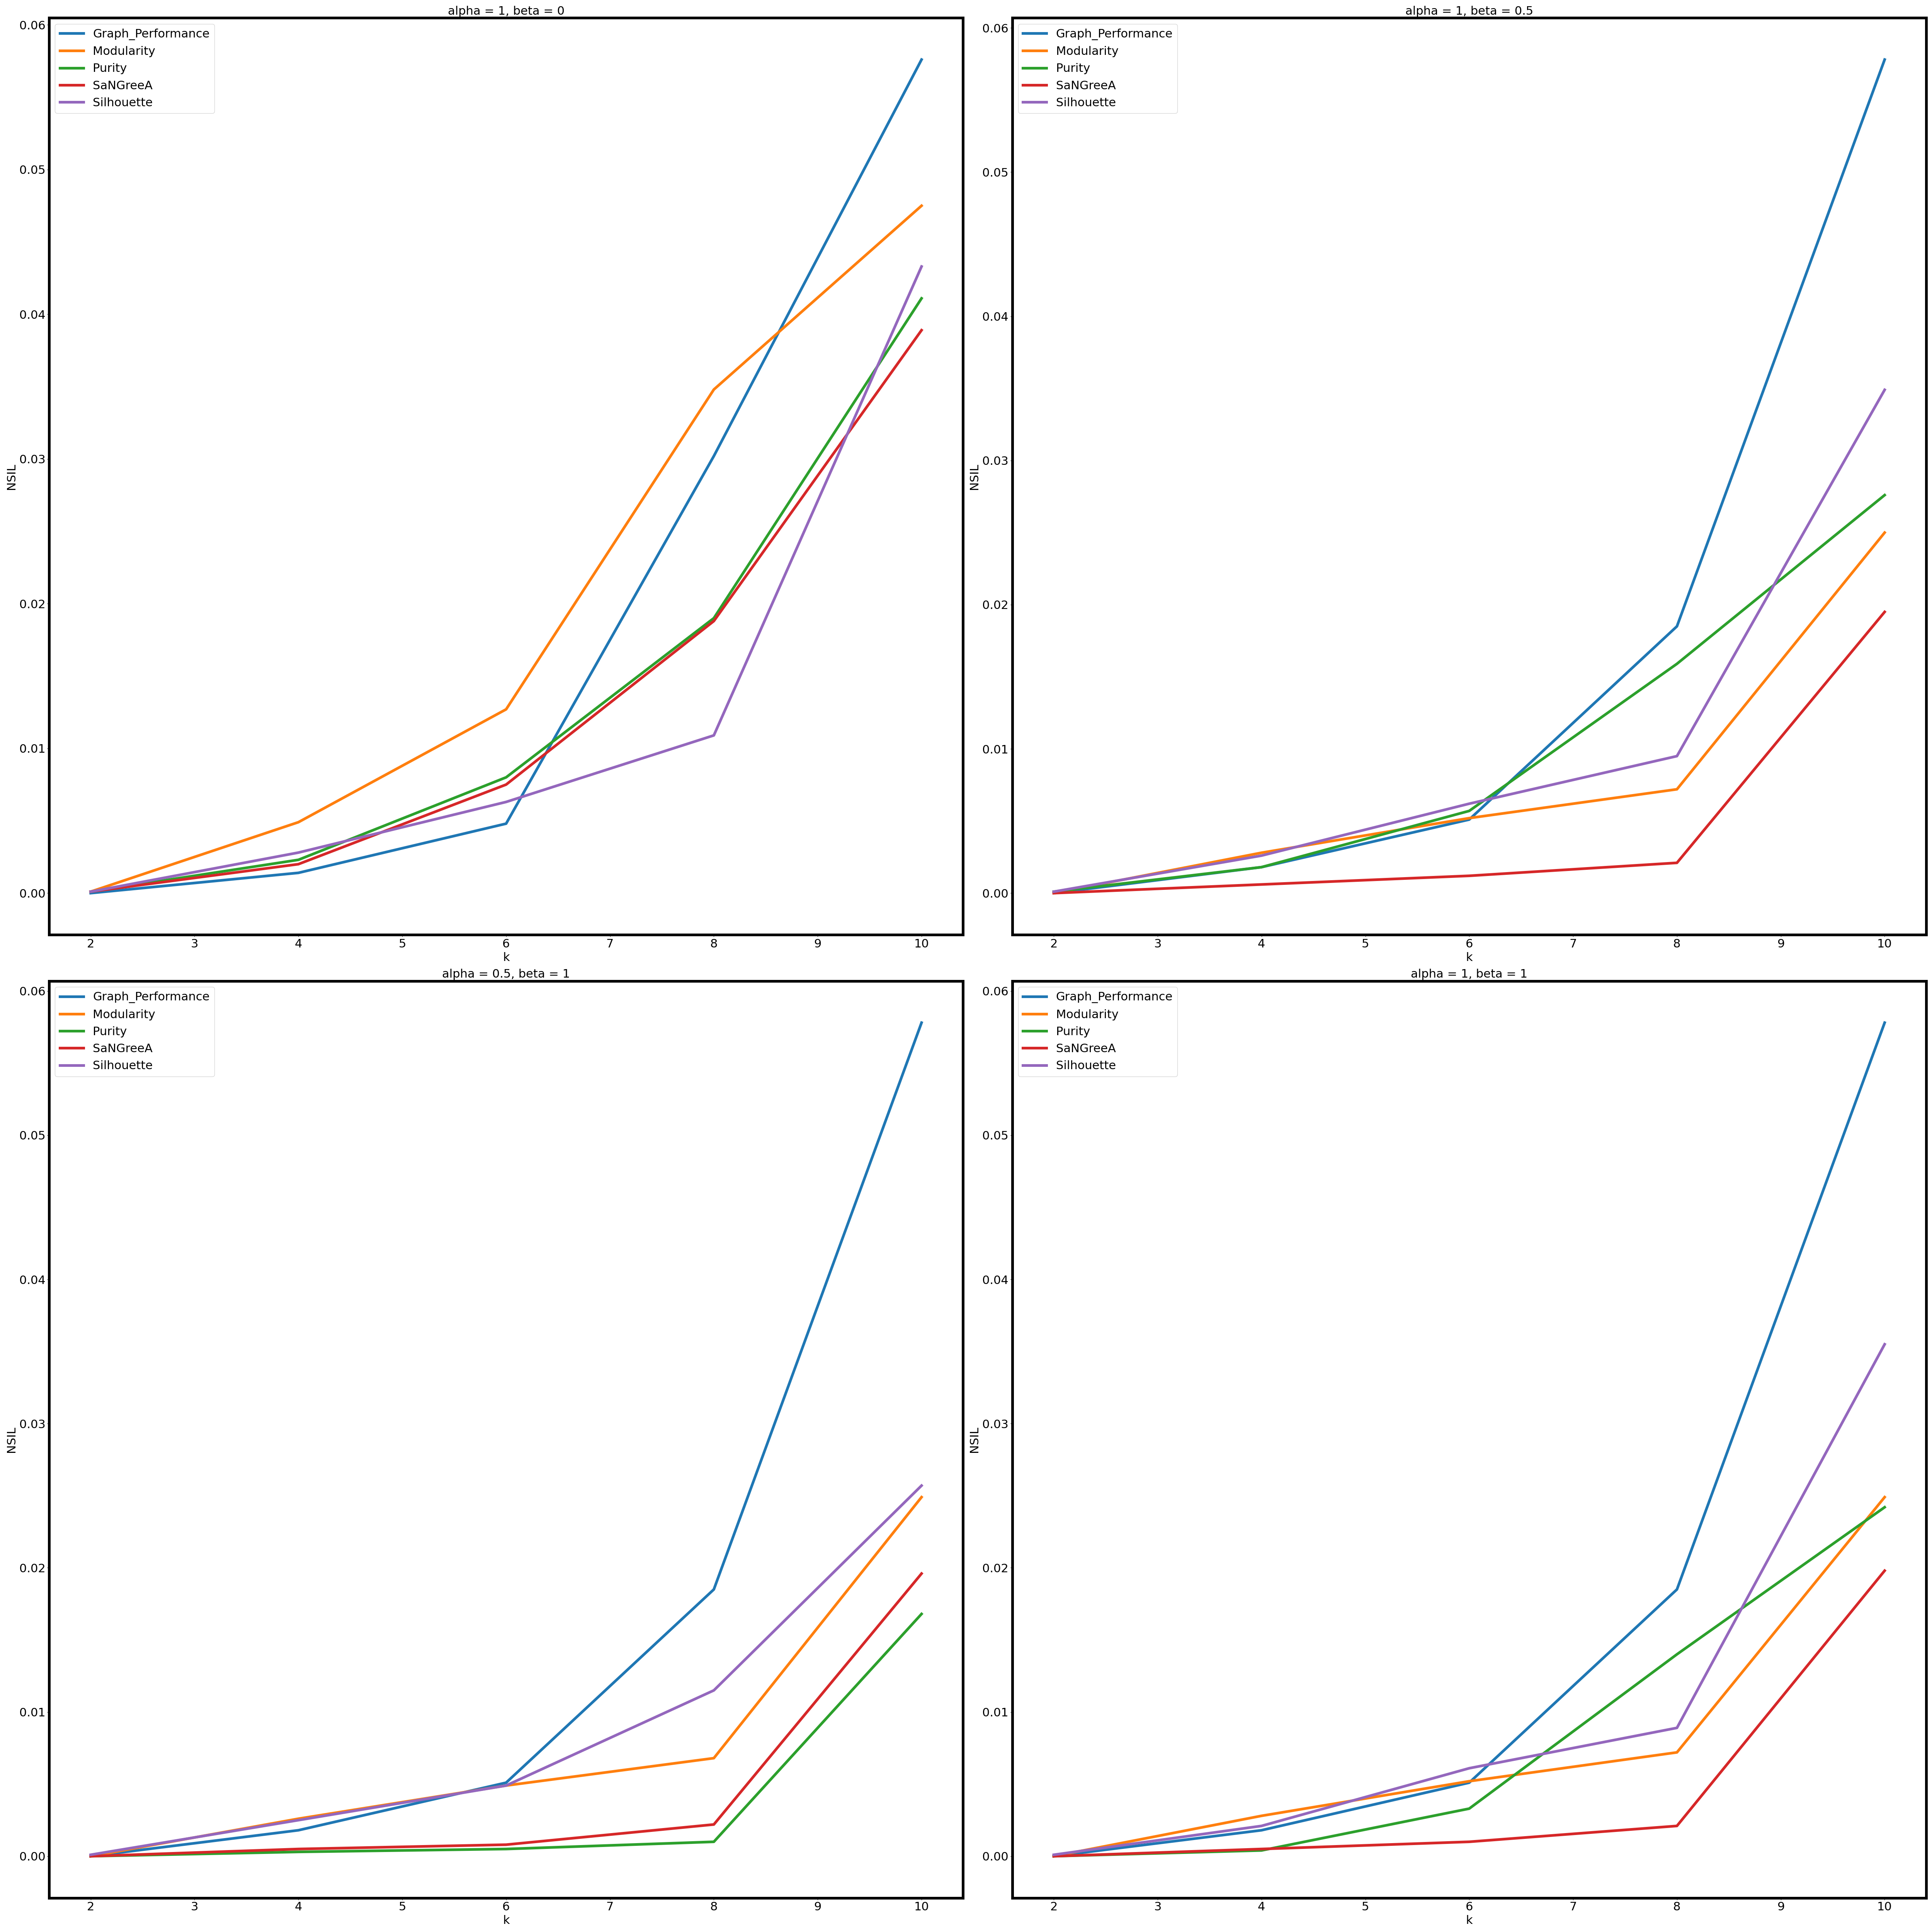 alpha = 1, beta = 0
Graph_Performance
Modularity
Purity
SaNGreeA
Silhouette
0.06
0.05
0.04
0.03
0.02
0.01
0.00
NSIL
2 3 4 5 6 7 8 9 10
k
alpha = 1, beta = 0.5
Graph_Performance
Modularity
Purity
SaNGreeA
Silhouette
0.06
0.05
0.04
0.03
0.02
0.01
0.00
NSIL
2 3 4 5 6 7 8 9 10
k
alpha = 0.5, beta = 1
Graph_Performance
Modularity
Purity
SaNGreeA
Silhouette
0.06
0.05
0.04
0.03
0.02
0.01
0.00
NSIL
2 3 4 5 6 7 8 9 10
k
alpha = 1, beta = 1
Graph_Performance
Modularity
Purity
SaNGreeA
Silhouette
0.06
0.05
0.04
0.03
0.02
0.01
0.00
NSIL
2 3 4 5 6 7 8 9 10
k